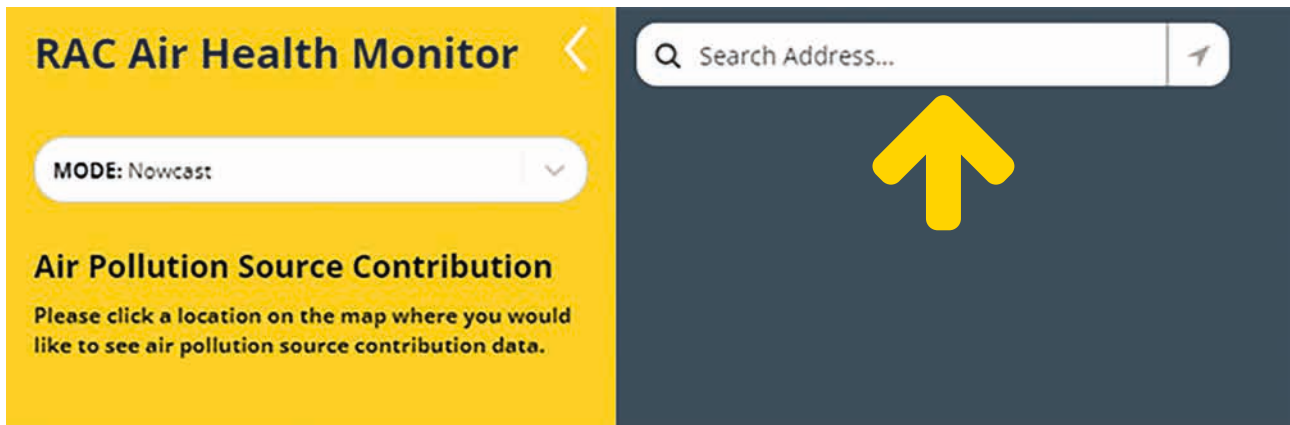 RAC Air Health Monitor
Search Address...
MODE: Nowcast
Air Pollution Source Contribution
Please click a location on the map where you would
like to see air pollution source contribution data.